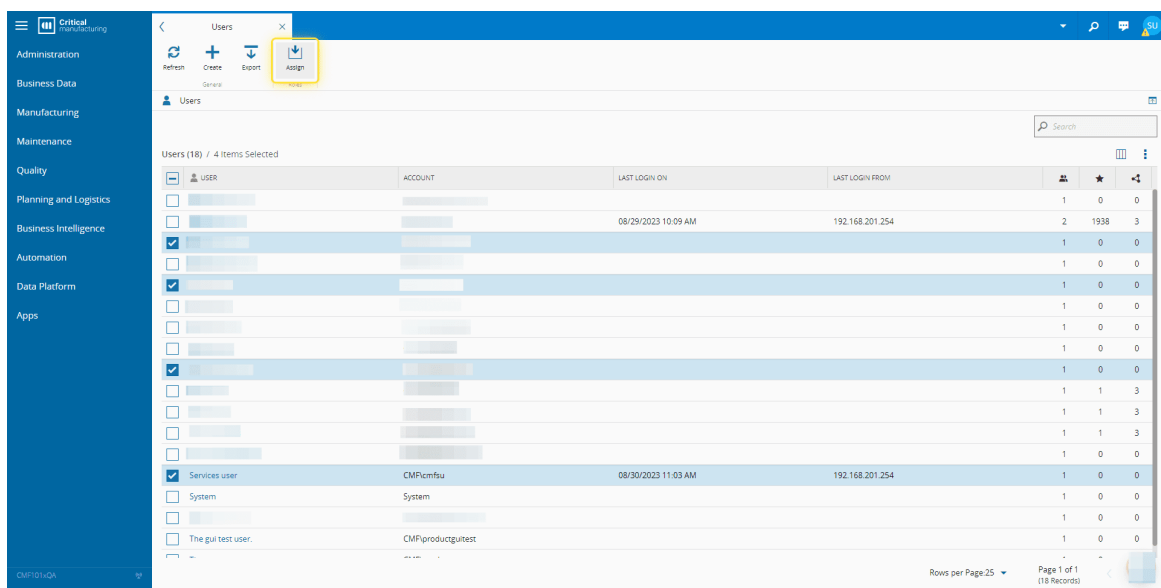 Critical
manufacturing
Users
SU
Administration
Business Data
Manufacturing
Maintenance
Quality
Planning and Logistics
Business Intelligence
Automation
Data Platform
Apps
CMF101xQA
Refresh
Create
Export
Assign
General
Users
Search
Users (18) / 4 Items Selected
USER ACCOUNT LAST LOGIN ON LAST LOGIN FROM
1 0 0
08/29/2023 10:09 AM 192.168.201.254 2 1938 3
1 0 0
1 0 0
1 0 0
1 0 0
1 0 0
1 0 0
1 0 0
1 1 3
1 1 3
1 1 3
1 0 0
Services user CMF\cmfsu 08/30/2023 11:03 AM 192.168.201.254 1 0 0
System System 1 0 0
1 0 0
The gui test user. CMF\productguitest 1 0 0
Rows per Page:25
Page 1 of 1
(18 Records)